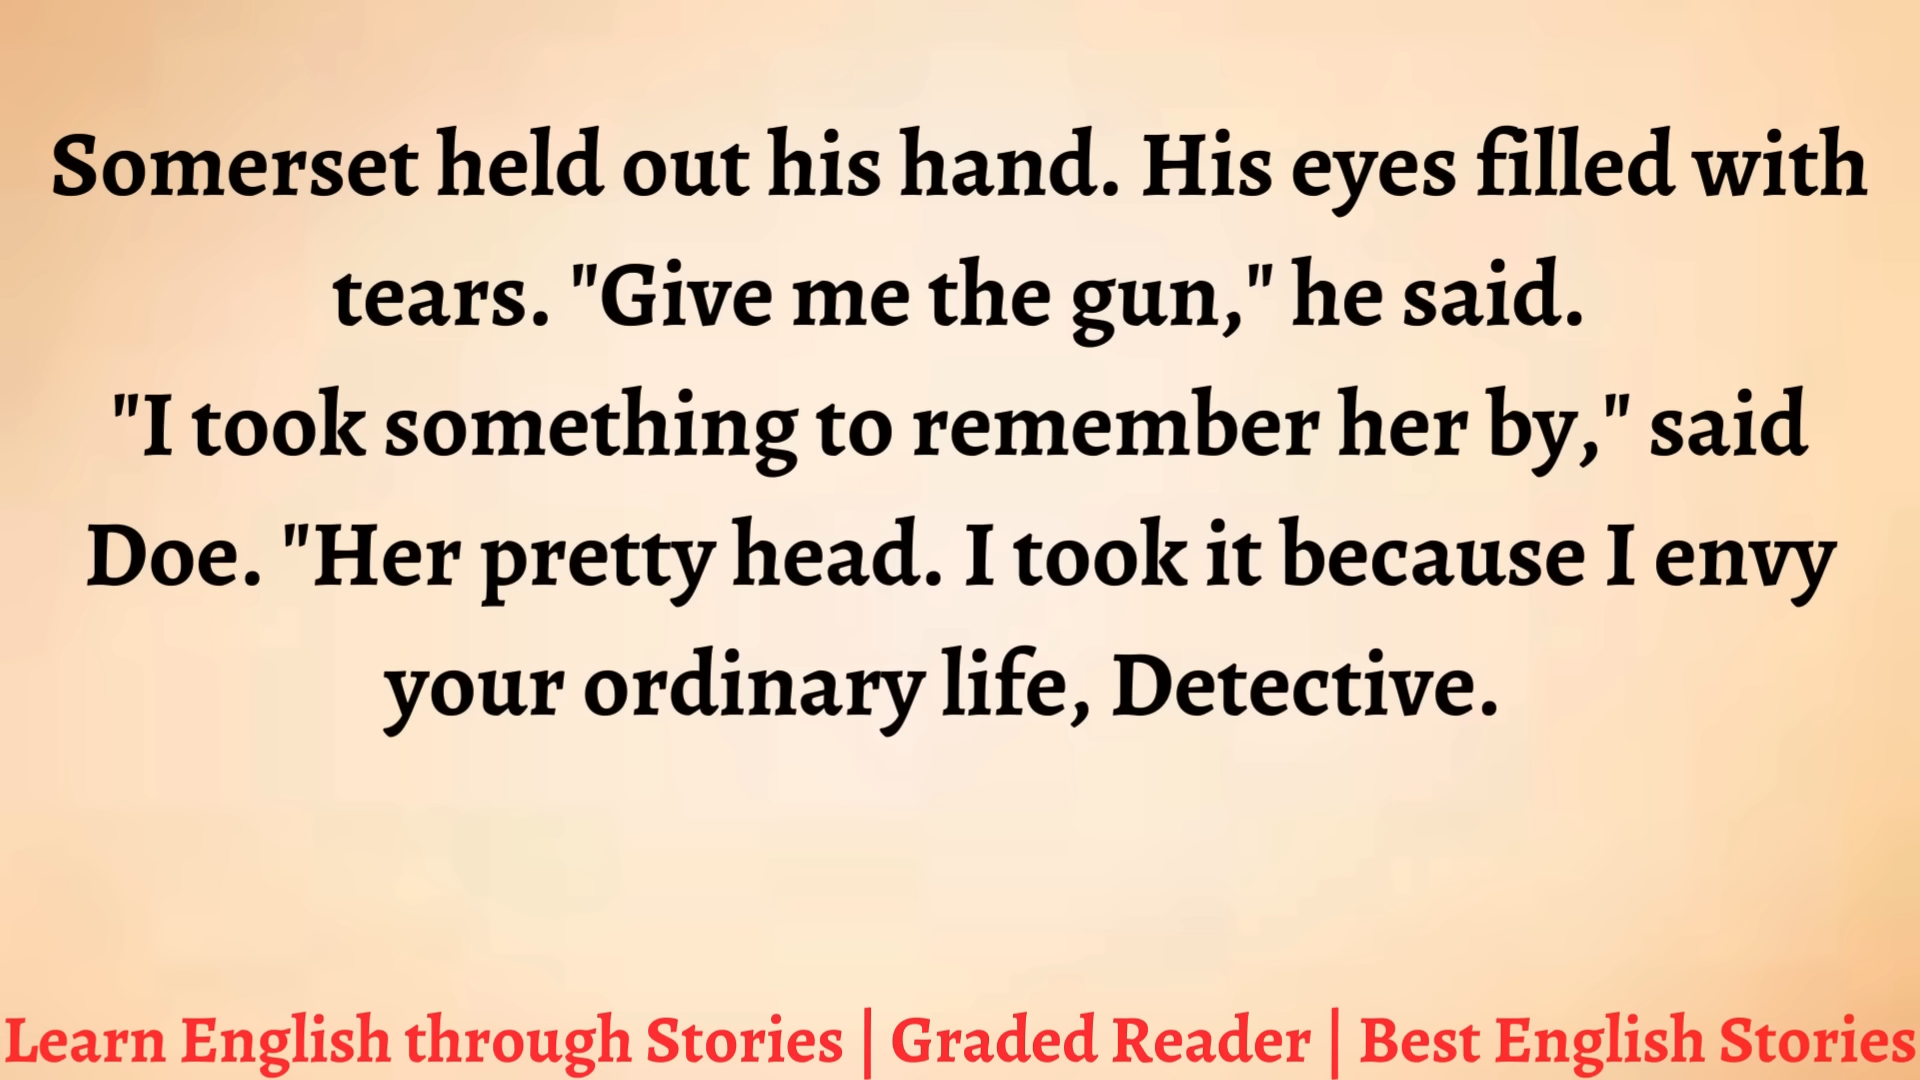 Somerset held out his hand. His eyes filled with
tears. "Give me the gun," he said.
"I took something to remember her by," said
Doe. "Her pretty head. I took it because I envy
your ordinary life, Detective.
Learn English through Stories | Graded Reader | Best English Stories